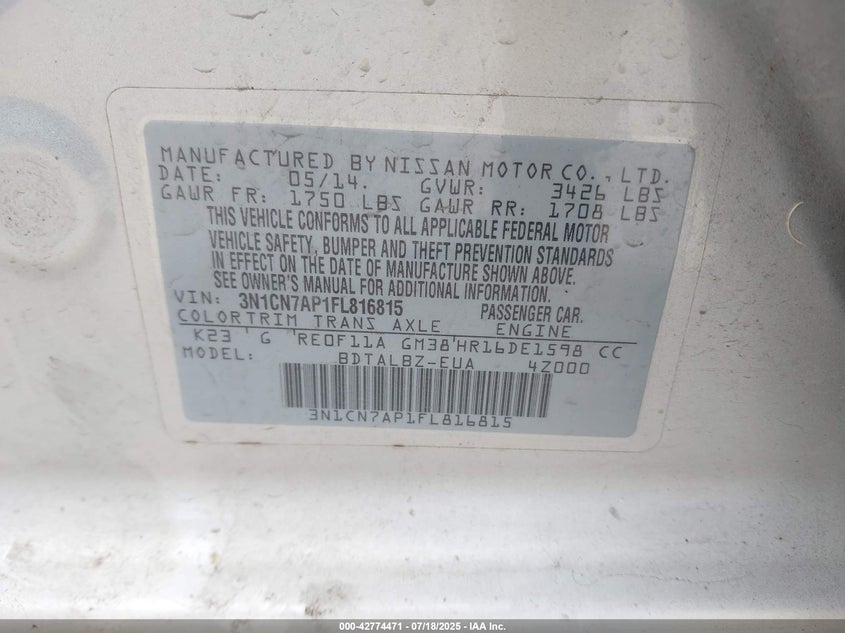 MANUFACTURED BY NISSAN MOTOR CO., LTD.
DATE: 05/14. GVWR: 3426 LBS
GAWR FR: 1750 LBS GAWR RR: 1708 LBS
THIS VEHICLE CONFORMS TO ALL APPLICABLE FEDERAL MOTOR
VEHICLE SAFETY, BUMPER AND THEFT PREVENTION STANDARDS
IN EFFECT ON THE DATE OF MANUFACTURE SHOWN ABOVE.
SEE OWNER'S MANUAL FOR ADDITIONAL INFORMATION.
VIN: 3N1CN7AP1FL816815 PASSENGER CAR.
COLORTRIM TRANS AXLE ENGINE
K23 'G 'RE0F11A GM38'HR16DE1598 CC
MODEL: BDTALBZ-EUA 4Z000
3N1CN7AP1FL816815
000-42774471 - 07/18/2025 - IAA Inc.